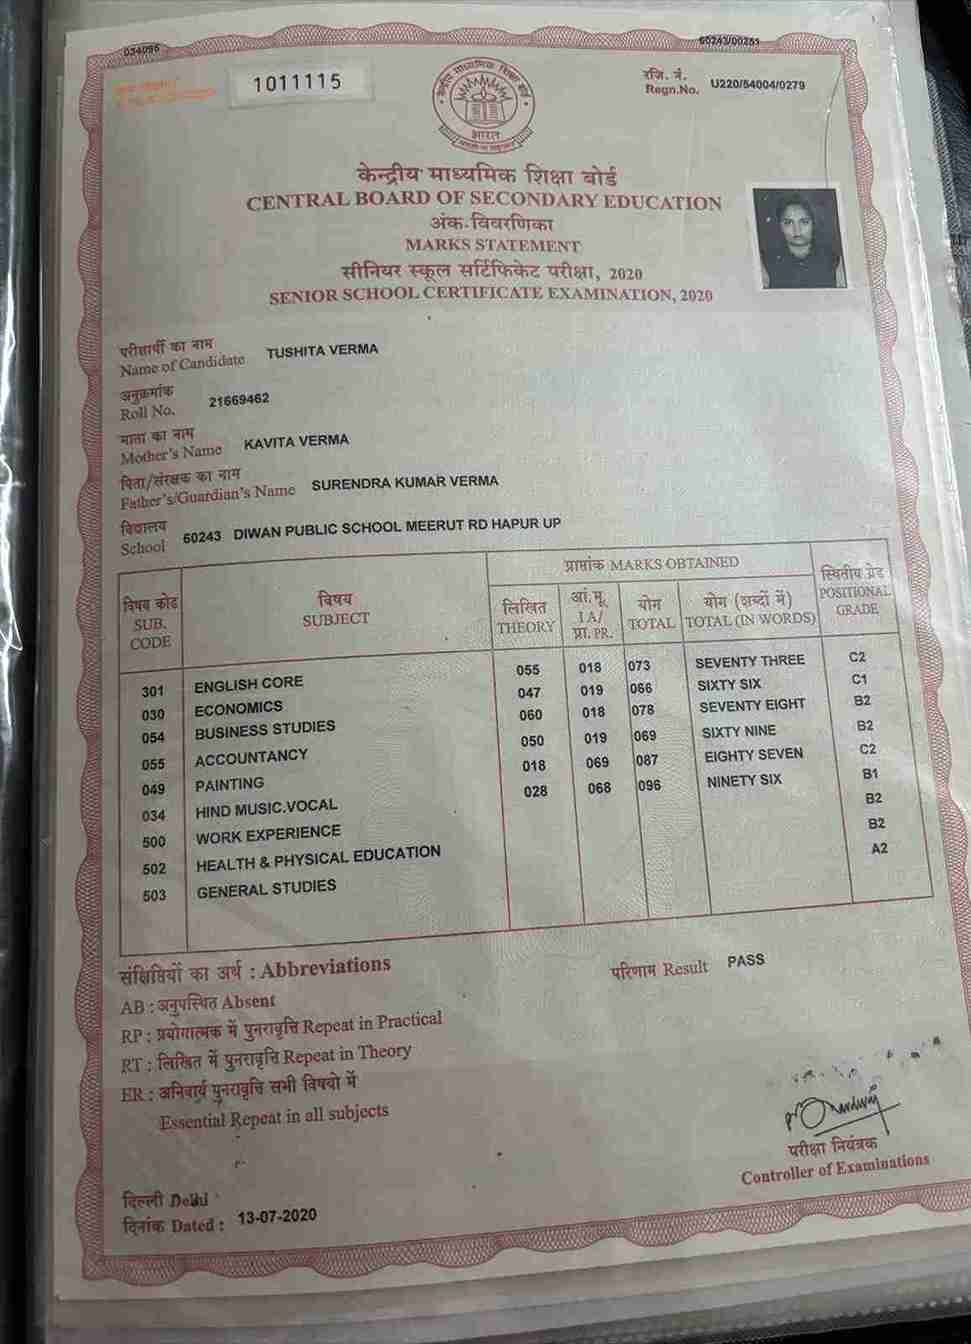 034095
60243/00251
1011115
रजि. नं.
Regn.No. U220/54004/0279
भारत
केन्द्रीय माध्यमिक शिक्षा बोर्ड
CENTRAL BOARD OF SECONDARY EDUCATION
अंक-विवरणिका
MARKS STATEMENT
सीनियर स्कूल सर्टिफिकेट परीक्षा, 2020
SENIOR SCHOOL CERTIFICATE EXAMINATION, 2020
परीक्षार्थी का नाम
Name of Candidate TUSHITA VERMA
अनुक्रमांक
Roll No. 21669462
माता का नाम
Mother's Name KAVITA VERMA
पिता/संरक्षक का नाम
Father's/Guardian's Name SURENDRA KUMAR VERMA
विद्यालय
School 60243 DIWAN PUBLIC SCHOOL MEERUT RD HAPUR UP
प्राप्तांक MARKS OBTAINED
विषय कोड विषय लिखित आं.मू. योग योग (शब्दों में) स्थितीय ग्रेड
SUB. CODE SUBJECT THEORY I A/ प्रा. PR. TOTAL TOTAL (IN WORDS) POSITIONAL GRADE
301 ENGLISH CORE 055 018 073 SEVENTY THREE C2
030 ECONOMICS 047 019 066 SIXTY SIX C1
054 BUSINESS STUDIES 060 018 078 SEVENTY EIGHT B2
055 ACCOUNTANCY 050 019 069 SIXTY NINE B2
049 PAINTING 018 069 087 EIGHTY SEVEN C2
034 HIND MUSIC.VOCAL 028 068 096 NINETY SIX B1
500 WORK EXPERIENCE B2
502 HEALTH & PHYSICAL EDUCATION B2
503 GENERAL STUDIES A2
संक्षिप्तियों का अर्थ : Abbreviations
परिणाम Result PASS
AB : अनुपस्थित Absent
RP : प्रयोगात्मक में पुनरावृत्ति Repeat in Practical
RT : लिखित में पुनरावृत्ति Repeat in Theory
ER : अनिवार्य पुनरावृत्ति सभी विषयो में
Essential Repeat in all subjects
परीक्षा नियंत्रक
Controller of Examinations
दिल्ली Delhi
दिनांक Dated : 13-07-2020